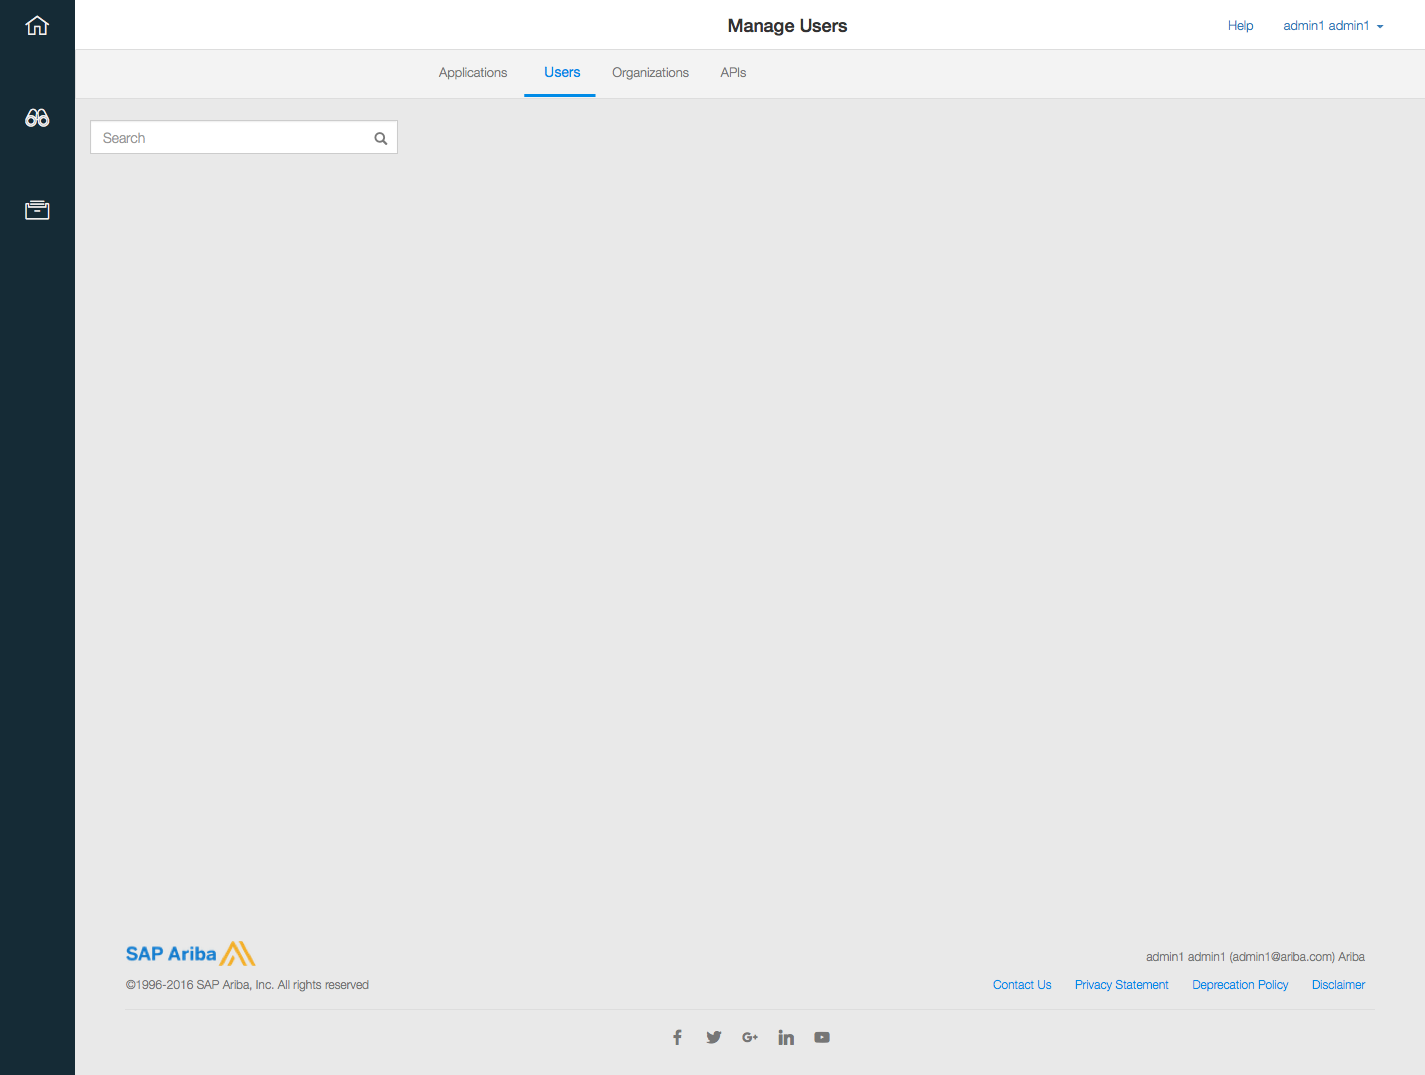 Manage Users
Help admin1 admin1
Applications Users Organizations APIs
Search
SAP Ariba
admin1 admin1 (admin1@ariba.com) Ariba
©1996-2016 SAP Ariba, Inc. All rights reserved
Contact Us Privacy Statement Deprecation Policy Disclaimer